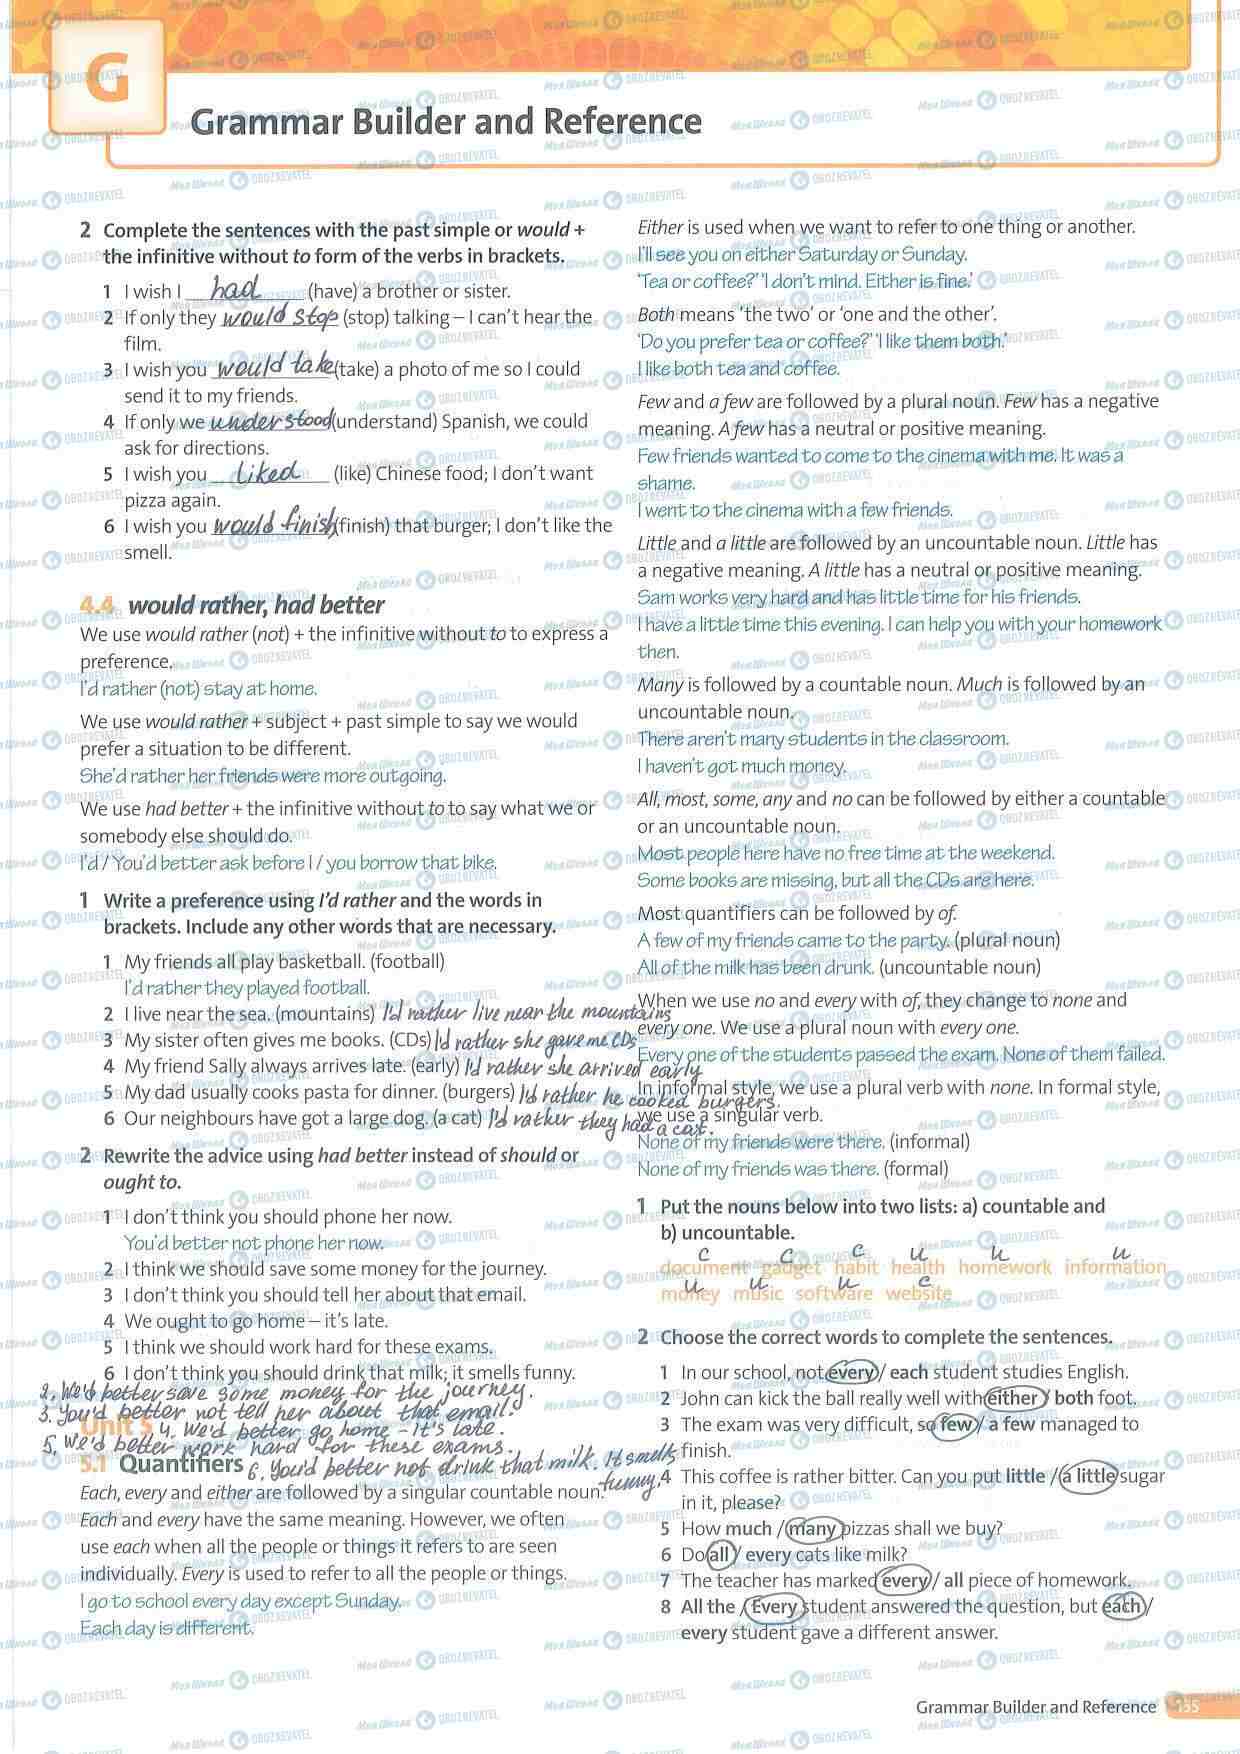 G
Grammar Builder and Reference
2 Complete the sentences with the past simple or would +
the infinitive without to form of the verbs in brackets.
1 I wish I had (have) a brother or sister.
2 If only they would stop (stop) talking – I can't hear the
film.
3 I wish you would take (take) a photo of me so I could
send it to my friends.
4 If only we understood (understand) Spanish, we could
ask for directions.
5 I wish you liked (like) Chinese food; I don't want
pizza again.
6 I wish you would finish (finish) that burger; I don't like the
smell.
4.4 would rather, had better
We use would rather (not) + the infinitive without to to express a
preference.
I'd rather (not) stay at home.
We use would rather + subject + past simple to say we would
prefer a situation to be different.
She'd rather her friends were more outgoing.
We use had better + the infinitive without to to say what we or
somebody else should do.
I'd / You'd better ask before I / you borrow that bike.
1 Write a preference using I'd rather and the words in
brackets. Include any other words that are necessary.
1 My friends all play basketball. (football)
I'd rather they played football.
2 I live near the sea. (mountains) I'd rather live near the mountains
3 My sister often gives me books. (CDs) I'd rather she gave me CDs
4 My friend Sally always arrives late. (early) I'd rather she arrived early
5 My dad usually cooks pasta for dinner. (burgers) I'd rather he cooked burgers.
6 Our neighbours have got a large dog. (a cat) I'd rather they had a cat.
2 Rewrite the advice using had better instead of should or
ought to.
1 I don't think you should phone her now.
You'd better not phone her now.
2 I think we should save some money for the journey.
3 I don't think you should tell her about that email.
4 We ought to go home – it's late.
5 I think we should work hard for these exams.
6 I don't think you should drink that milk; it smells funny.
2. We'd better save some money for the journey.
3. You'd better not tell her about that email.
Unit 5 4. We'd better go home - it's late.
5. We'd better work hard for these exams.
5.1 Quantifiers 6. You'd better not drink that milk. It smells
funny.
Each, every and either are followed by a singular countable noun.
Each and every have the same meaning. However, we often
use each when all the people or things it refers to are seen
individually. Every is used to refer to all the people or things.
I go to school every day except Sunday.
Each day is different.
Either is used when we want to refer to one thing or another.
I'll see you on either Saturday or Sunday.
'Tea or coffee?' 'I don't mind. Either is fine.'
Both means 'the two' or 'one and the other'.
'Do you prefer tea or coffee?' 'I like them both.'
I like both tea and coffee.
Few and a few are followed by a plural noun. Few has a negative
meaning. A few has a neutral or positive meaning.
Few friends wanted to come to the cinema with me. It was a
shame.
I went to the cinema with a few friends.
Little and a little are followed by an uncountable noun. Little has
a negative meaning. A little has a neutral or positive meaning.
Sam works very hard and has little time for his friends.
I have a little time this evening. I can help you with your homework
then.
Many is followed by a countable noun. Much is followed by an
uncountable noun.
There aren't many students in the classroom.
I haven't got much money.
All, most, some, any and no can be followed by either a countable
or an uncountable noun.
Most people here have no free time at the weekend.
Some books are missing, but all the CDs are here.
Most quantifiers can be followed by of.
A few of my friends came to the party. (plural noun)
All of the milk has been drunk. (uncountable noun)
When we use no and every with of, they change to none and
every one. We use a plural noun with every one.
Every one of the students passed the exam. None of them failed.
In informal style, we use a plural verb with none. In formal style,
we use a singular verb.
None of my friends were there. (informal)
None of my friends was there. (formal)
1 Put the nouns below into two lists: a) countable and
b) uncountable.
c c c u u u
document gadget habit health homework information
u u u c
money music software website
2 Choose the correct words to complete the sentences.
1 In our school, not every / each student studies English.
2 John can kick the ball really well with either / both foot.
3 The exam was very difficult, so few / a few managed to
finish.
4 This coffee is rather bitter. Can you put little / a little sugar
in it, please?
5 How much / many pizzas shall we buy?
6 Do all / every cats like milk?
7 The teacher has marked every / all piece of homework.
8 All the / Every student answered the question, but each /
every student gave a different answer.
Grammar Builder and Reference 135